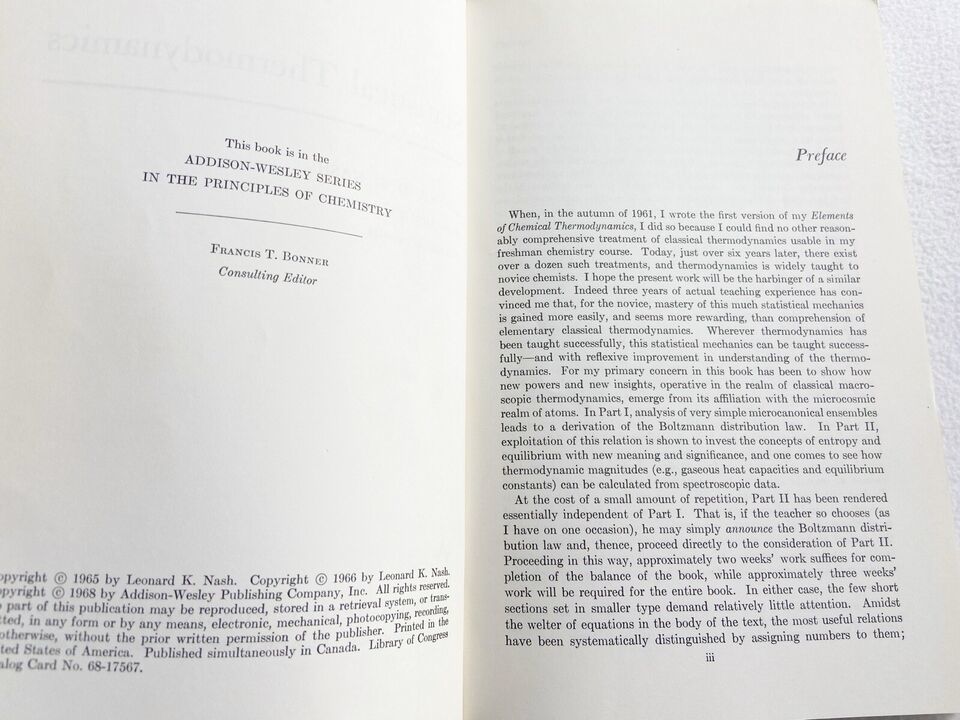 Thermodynamics
This book is in the
ADDISON-WESLEY SERIES
IN THE PRINCIPLES OF CHEMISTRY
FRANCIS T. BONNER
Consulting Editor
opyright © 1965 by Leonard K. Nash. Copyright © 1966 by Leonard K. Nash.
opyright © 1968 by Addison-Wesley Publishing Company, Inc. All rights reserved.
part of this publication may be reproduced, stored in a retrieval system, or trans-
tted, in any form or by any means, electronic, mechanical, photocopying, recording,
otherwise, without the prior written permission of the publisher. Printed in the
ited States of America. Published simultaneously in Canada. Library of Congress
alog Card No. 68-17567.
Preface
When, in the autumn of 1961, I wrote the first version of my Elements
of Chemical Thermodynamics, I did so because I could find no other reason-
ably comprehensive treatment of classical thermodynamics usable in my
freshman chemistry course. Today, just over six years later, there exist
over a dozen such treatments, and thermodynamics is widely taught to
novice chemists. I hope the present work will be the harbinger of a similar
development. Indeed three years of actual teaching experience has con-
vinced me that, for the novice, mastery of this much statistical mechanics
is gained more easily, and seems more rewarding, than comprehension of
elementary classical thermodynamics. Wherever thermodynamics has
been taught successfully, this statistical mechanics can be taught success-
fully—and with reflexive improvement in understanding of the thermo-
dynamics. For my primary concern in this book has been to show how
new powers and new insights, operative in the realm of classical macro-
scopic thermodynamics, emerge from its affiliation with the microcosmic
realm of atoms. In Part I, analysis of very simple microcanonical ensembles
leads to a derivation of the Boltzmann distribution law. In Part II,
exploitation of this relation is shown to invest the concepts of entropy and
equilibrium with new meaning and significance, and one comes to see how
thermodynamic magnitudes (e.g., gaseous heat capacities and equilibrium
constants) can be calculated from spectroscopic data.
At the cost of a small amount of repetition, Part II has been rendered
essentially independent of Part I. That is, if the teacher so chooses (as
I have on one occasion), he may simply announce the Boltzmann distri-
bution law and, thence, proceed directly to the consideration of Part II.
Proceeding in this way, approximately two weeks' work suffices for com-
pletion of the balance of the book, while approximately three weeks'
work will be required for the entire book. In either case, the few short
sections set in smaller type demand relatively little attention. Amidst
the welter of equations in the body of the text, the most useful relations
have been systematically distinguished by assigning numbers to them;
iii